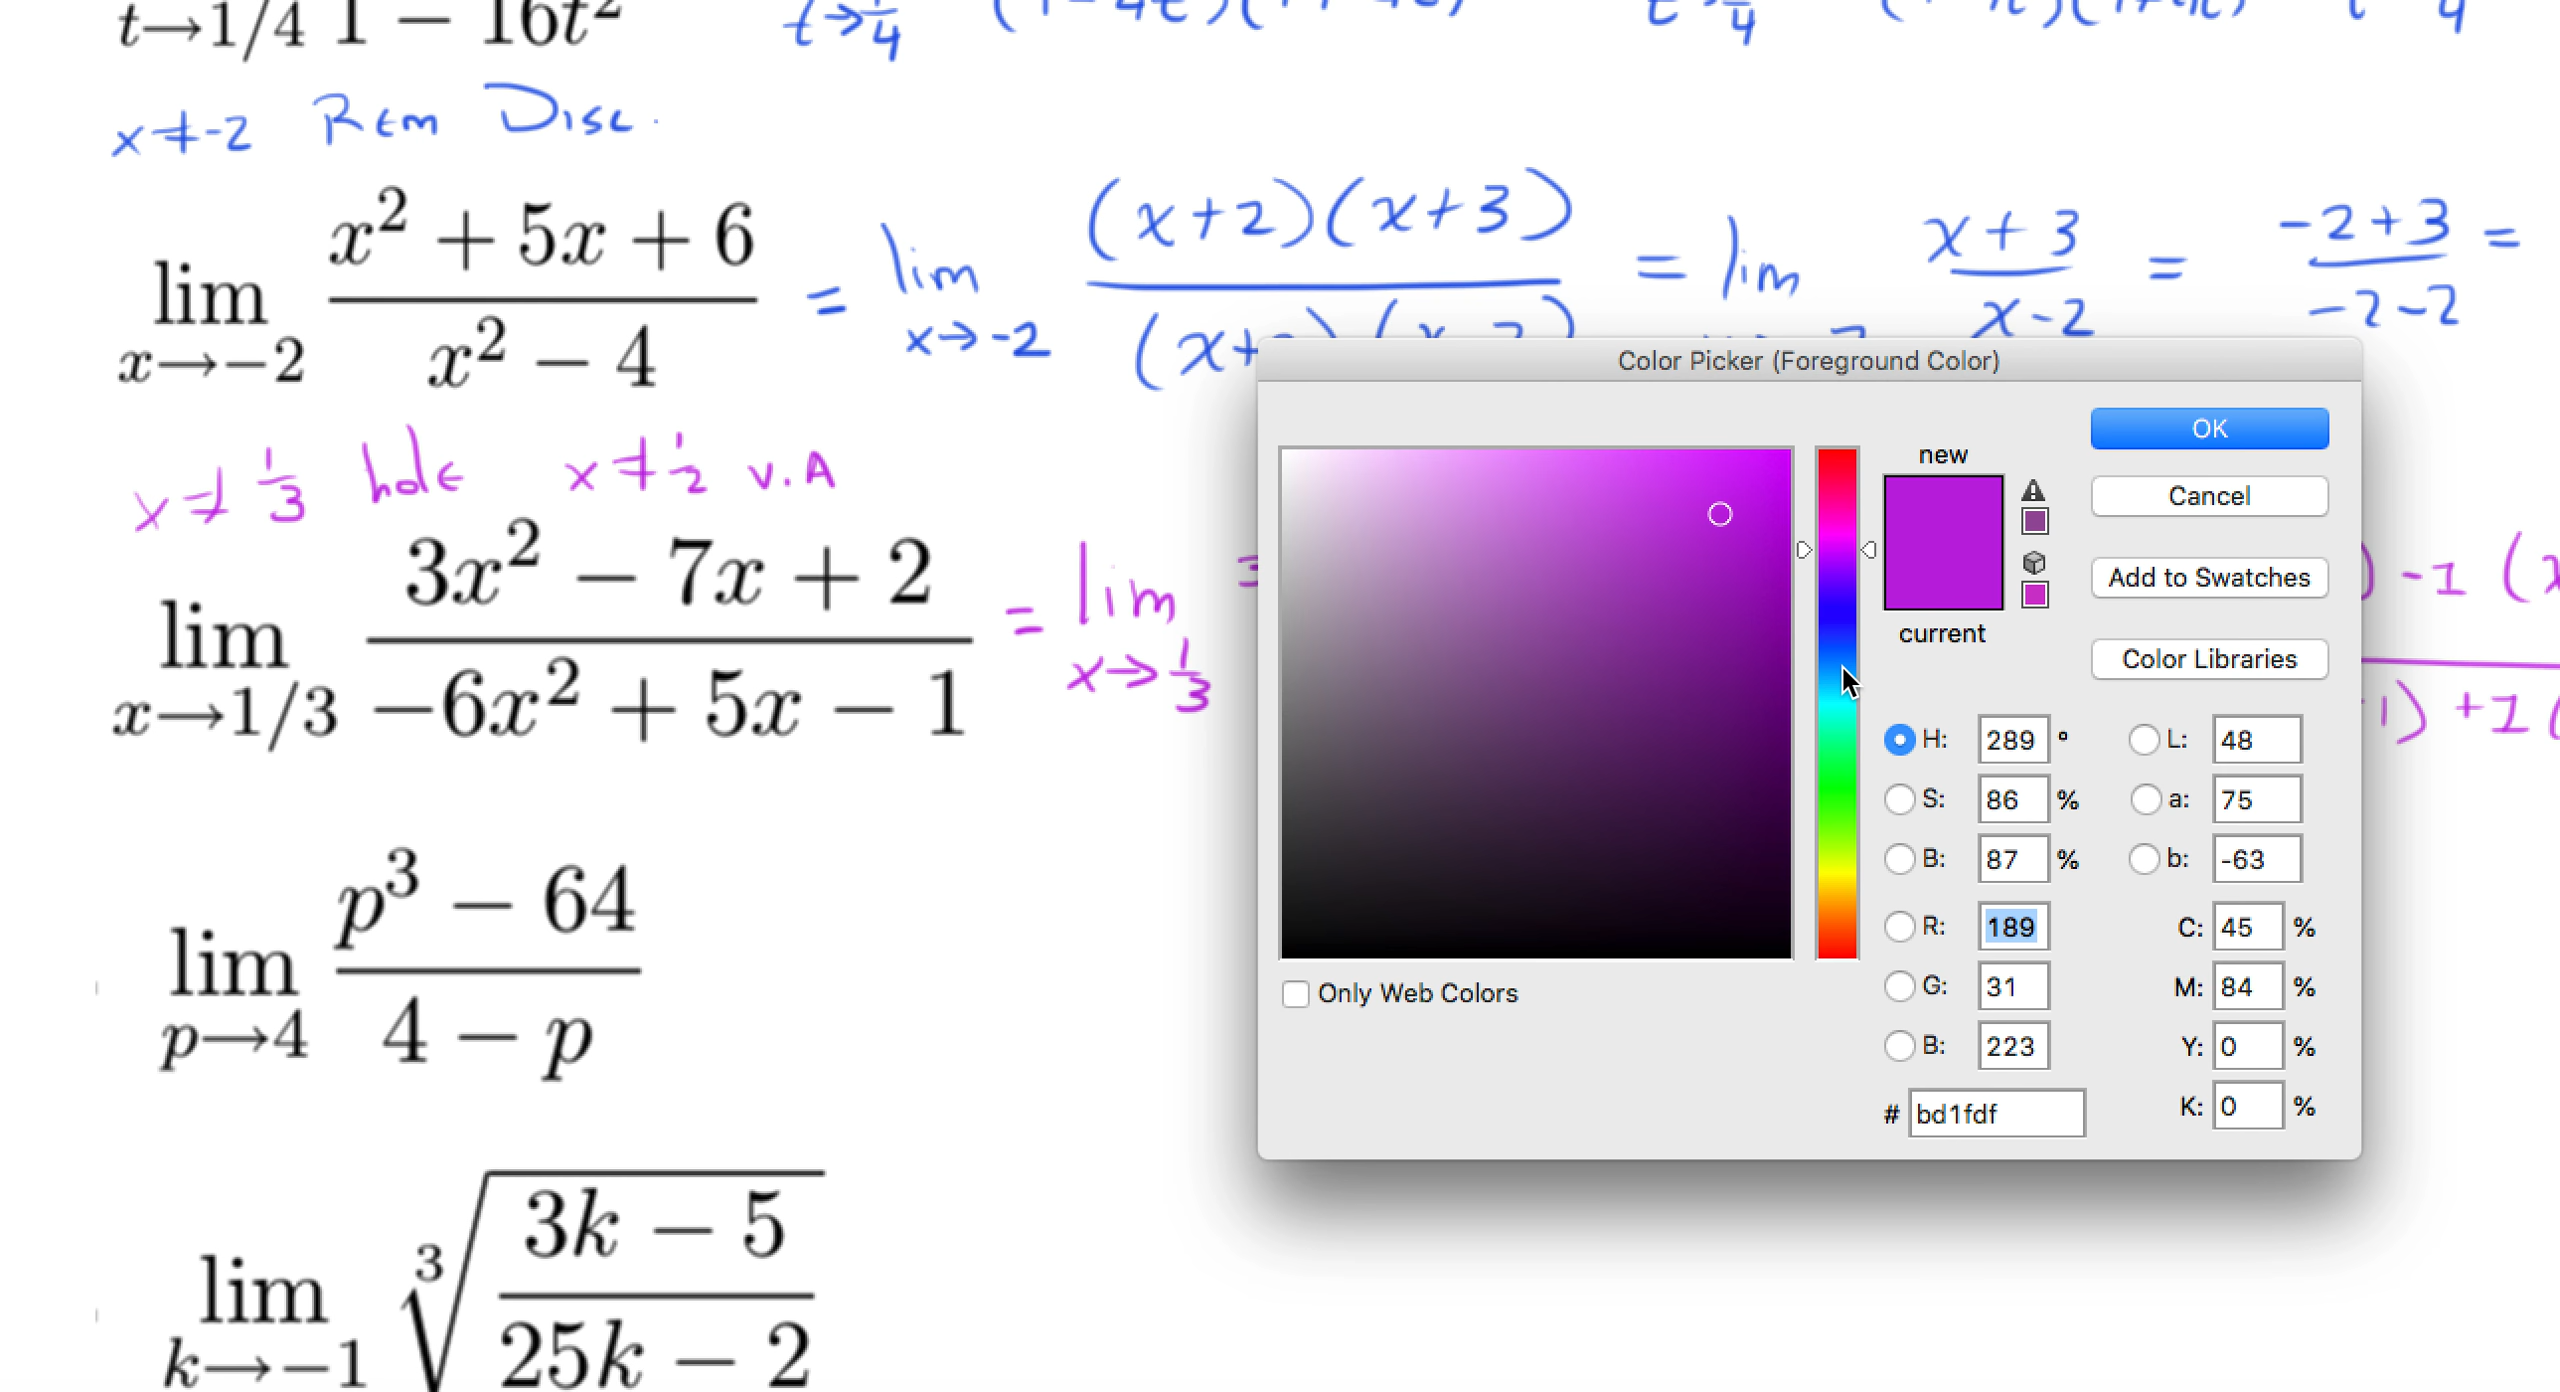 t→1/4 1 − 16t²
x≠-2 Rem Disc.
lim x→−2 (x² + 5x + 6)/(x² − 4) = lim x→-2 (x+2)(x+3) = lim x+3/x-2 = -2+3/-2-2 =
x≠1/3 hole x≠1/2 V.A
lim x→1/3 (3x² − 7x + 2)/(−6x² + 5x − 1) = lim x→1/3
lim p→4 (p³ − 64)/(4 − p)
lim k→−1 ∛((3k − 5)/(25k − 2))
Color Picker (Foreground Color)
new
current
OK
Cancel
Add to Swatches
Color Libraries
H: 289 °
S: 86 %
B: 87 %
R: 189
G: 31
B: 223
# bd1fdf
L: 48
a: 75
b: -63
C: 45 %
M: 84 %
Y: 0 %
K: 0 %
Only Web Colors